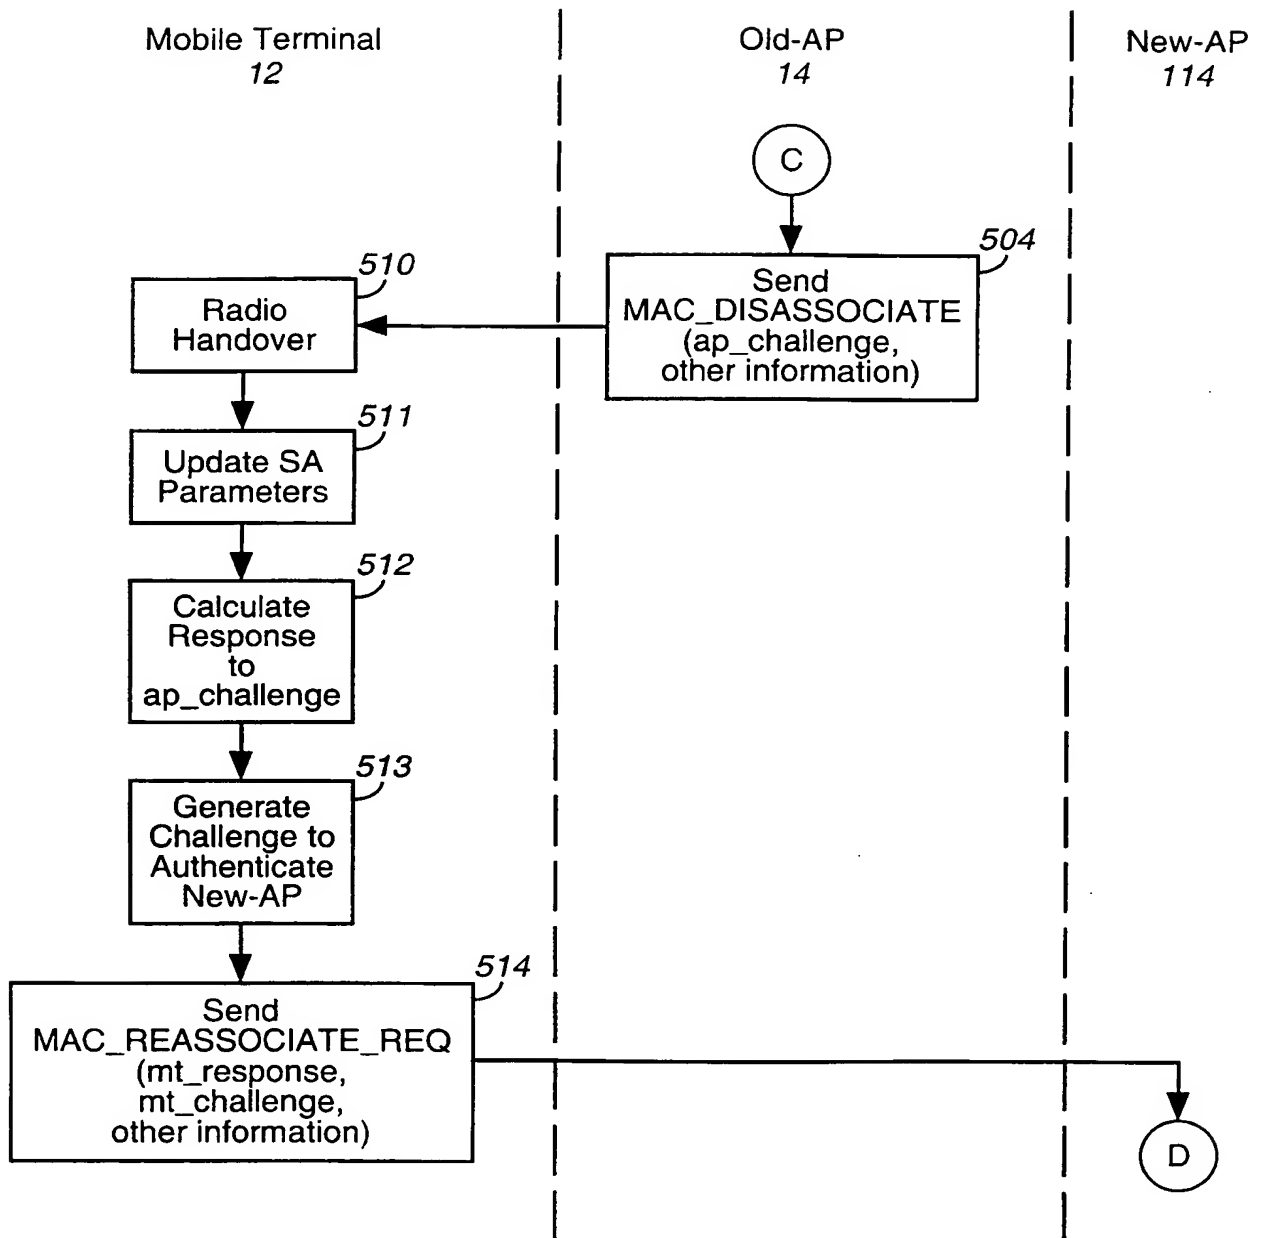 Mobile Terminal
12
Old-AP
14
New-AP
114
C
504
Send
MAC_DISASSOCIATE
(ap_challenge,
other information)
510
Radio
Handover
511
Update SA
Parameters
512
Calculate
Response
to
ap_challenge
513
Generate
Challenge to
Authenticate
New-AP
514
Send
MAC_REASSOCIATE_REQ
(mt_response,
mt_challenge,
other information)
D